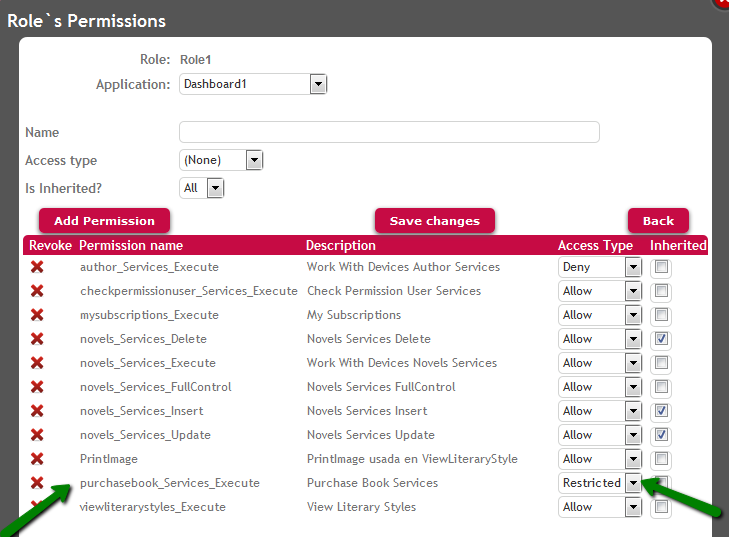 Role`s Permissions
Role: Role1
Application: Dashboard1
Name
Access type (None)
Is Inherited? All
Add Permission Save changes Back
Revoke Permission name Description Access Type Inherited
author_Services_Execute Work With Devices Author Services Deny
checkpermissionuser_Services_Execute Check Permission User Services Allow
mysubscriptions_Execute My Subscriptions Allow
novels_Services_Delete Novels Services Delete Allow
novels_Services_Execute Work With Devices Novels Services Allow
novels_Services_FullControl Novels Services FullControl Allow
novels_Services_Insert Novels Services Insert Allow
novels_Services_Update Novels Services Update Allow
PrintImage PrintImage usada en ViewLiteraryStyle Allow
purchasebook_Services_Execute Purchase Book Services Restricted
viewliterarystyles_Execute View Literary Styles Allow